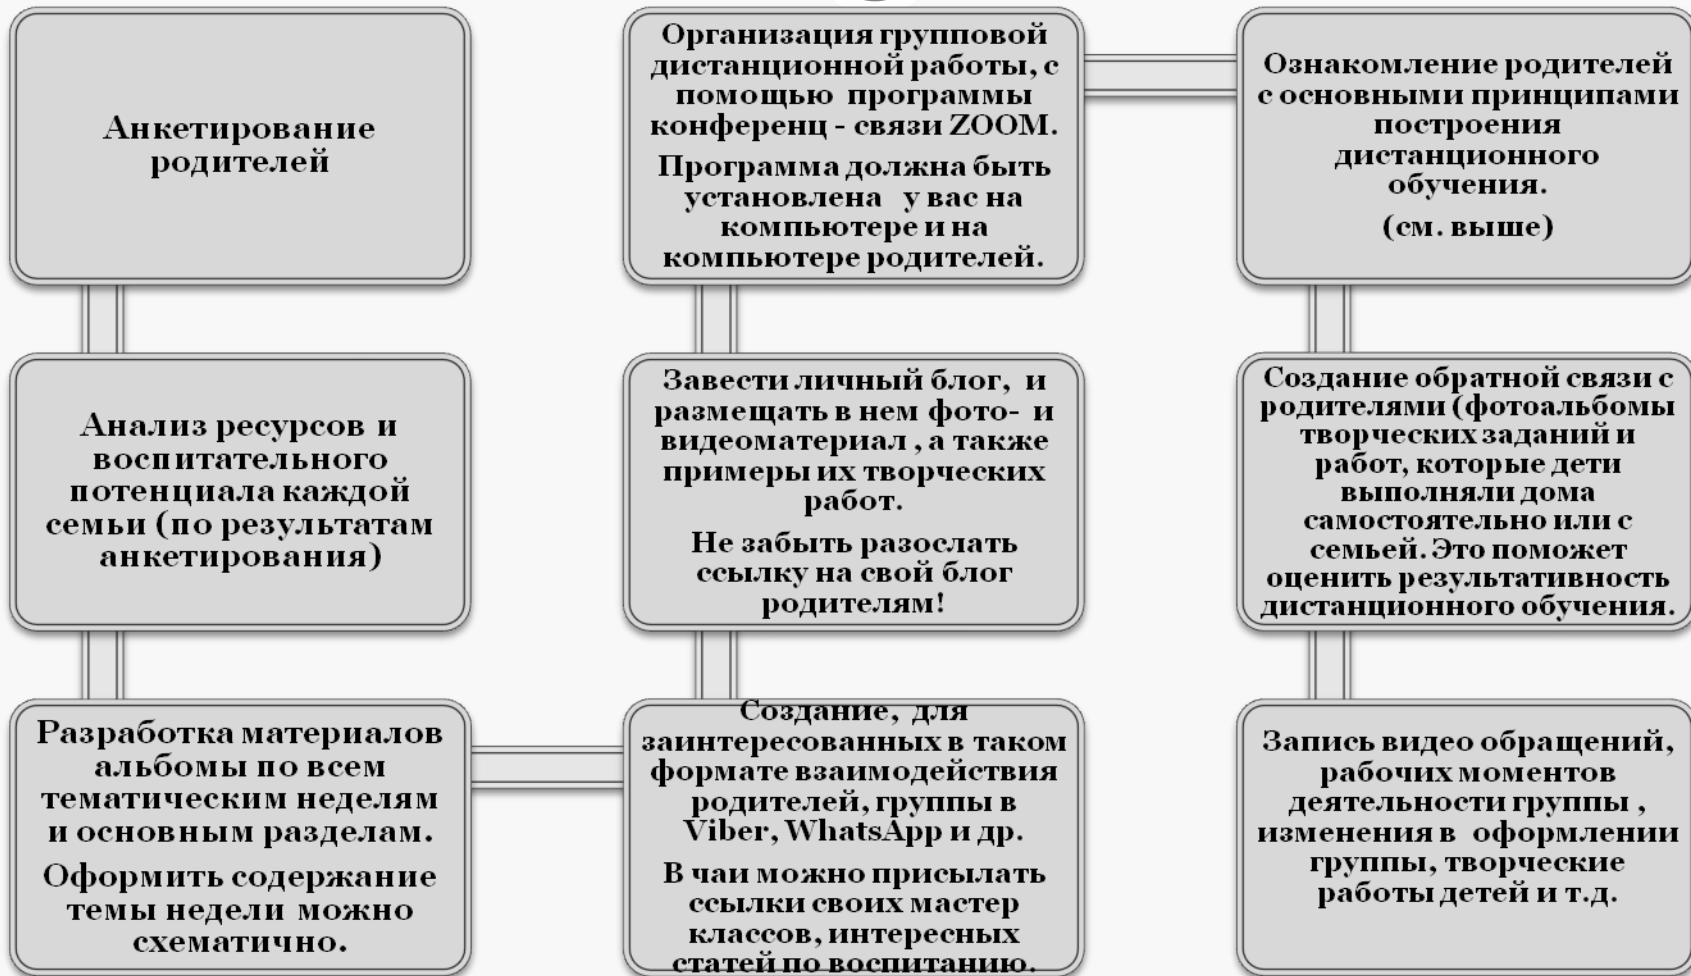 Анкетирование
родителей
Анализ ресурсов и
воспитательного
потенциала каждой
семьи (по результатам
анкетирования)
Разработка материалов
альбомы по всем
тематическим неделям
и основным разделам.
Оформить содержание
темы недели можно
схематично.
Создание, для
заинтересованных в таком
формате взаимодействия
родителей, группы в
Viber, WhatsApp и др.
В чаи можно присылать
ссылки своих мастер
классов, интересных
статей по воспитанию.
Завести личный блог, и
размещать в нем фото- и
видеоматериал , а также
примеры их творческих
работ.
Не забыть разослать
ссылку на свой блог
родителям!
Организация групповой
дистанционной работы, с
помощью программы
конференц - связи ZOOM.
Программа должна быть
установлена у вас на
компьютере и на
компьютере родителей.
Ознакомление родителей
с основными принципами
построения
дистанционного
обучения.
(см. выше)
Создание обратной связи с
родителями (фотоальбомы
творческих заданий и
работ, которые дети
выполняли дома
самостоятельно или с
семьей. Это поможет
оценить результативность
дистанционного обучения.
Запись видео обращений,
рабочих моментов
деятельности группы ,
изменения в оформлении
группы, творческие
работы детей и т.д.